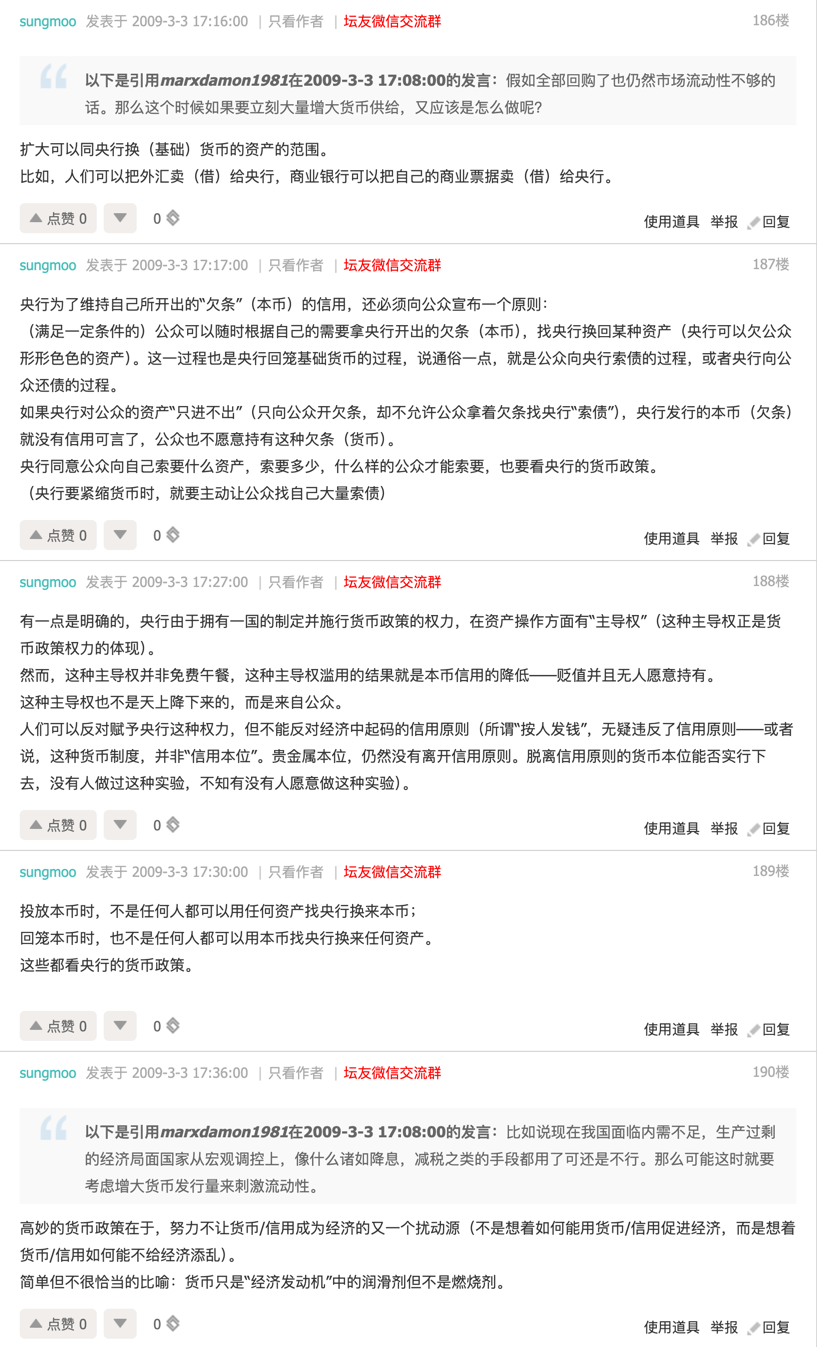 sungmoo 发表于 2009-3-3 17:16:00 | 只看作者 | 坛友微信交流群 186楼
以下是引用marxdamon1981在2009-3-3 17:08:00的发言：假如全部回购了也仍然市场流动性不够的
话。那么这个时候如果要立刻大量增大货币供给，又应该是怎么做呢?
扩大可以同央行换（基础）货币的资产的范围。
比如，人们可以把外汇卖（借）给央行，商业银行可以把自己的商业票据卖（借）给央行。
点赞 0 0 使用道具 举报 回复
sungmoo 发表于 2009-3-3 17:17:00 | 只看作者 | 坛友微信交流群 187楼
央行为了维持自己所开出的“欠条”（本币）的信用，还必须向公众宣布一个原则：
（满足一定条件的）公众可以随时根据自己的需要拿央行开出的欠条（本币），找央行换回某种资产（央行可以欠公众
形形色色的资产）。这一过程也是央行回笼基础货币的过程，说通俗一点，就是公众向央行索债的过程，或者央行向公
众还债的过程。
如果央行对公众的资产“只进不出”（只向公众开欠条，却不允许公众拿着欠条找央行“索债”），央行发行的本币（欠条）
就没有信用可言了，公众也不愿意持有这种欠条（货币）。
央行同意公众向自己索要什么资产，索要多少，什么样的公众才能索要，也要看央行的货币政策。
（央行要紧缩货币时，就要主动让公众找自己大量索债）
点赞 0 0 使用道具 举报 回复
sungmoo 发表于 2009-3-3 17:27:00 | 只看作者 | 坛友微信交流群 188楼
有一点是明确的，央行由于拥有一国的制定并施行货币政策的权力，在资产操作方面有“主导权”（这种主导权正是货
币政策权力的体现）。
然而，这种主导权并非免费午餐，这种主导权滥用的结果就是本币信用的降低——贬值并且无人愿意持有。
这种主导权也不是天上降下来的，而是来自公众。
人们可以反对赋予央行这种权力，但不能反对经济中起码的信用原则（所谓“按人发钱”，无疑违反了信用原则——或者
说，这种货币制度，并非“信用本位”。贵金属本位，仍然没有离开信用原则。脱离信用原则的货币本位能否实行下
去，没有人做过这种实验，不知有没有人愿意做这种实验）。
点赞 0 0 使用道具 举报 回复
sungmoo 发表于 2009-3-3 17:30:00 | 只看作者 | 坛友微信交流群 189楼
投放本币时，不是任何人都可以用任何资产找央行换来本币；
回笼本币时，也不是任何人都可以用本币找央行换来任何资产。
这些都看央行的货币政策。
点赞 0 0 使用道具 举报 回复
sungmoo 发表于 2009-3-3 17:36:00 | 只看作者 | 坛友微信交流群 190楼
以下是引用marxdamon1981在2009-3-3 17:08:00的发言：比如说现在我国面临内需不足，生产过剩
的经济局面国家从宏观调控上，像什么诸如降息，减税之类的手段都用了可还是不行。那么可能这时就要
考虑增大货币发行量来刺激流动性。
高妙的货币政策在于，努力不让货币/信用成为经济的又一个扰动源（不是想着如何能用货币/信用促进经济，而是想着
货币/信用如何能不给经济添乱）。
简单但不很恰当的比喻：货币只是“经济发动机”中的润滑剂但不是燃烧剂。
点赞 0 0 使用道具 举报 回复